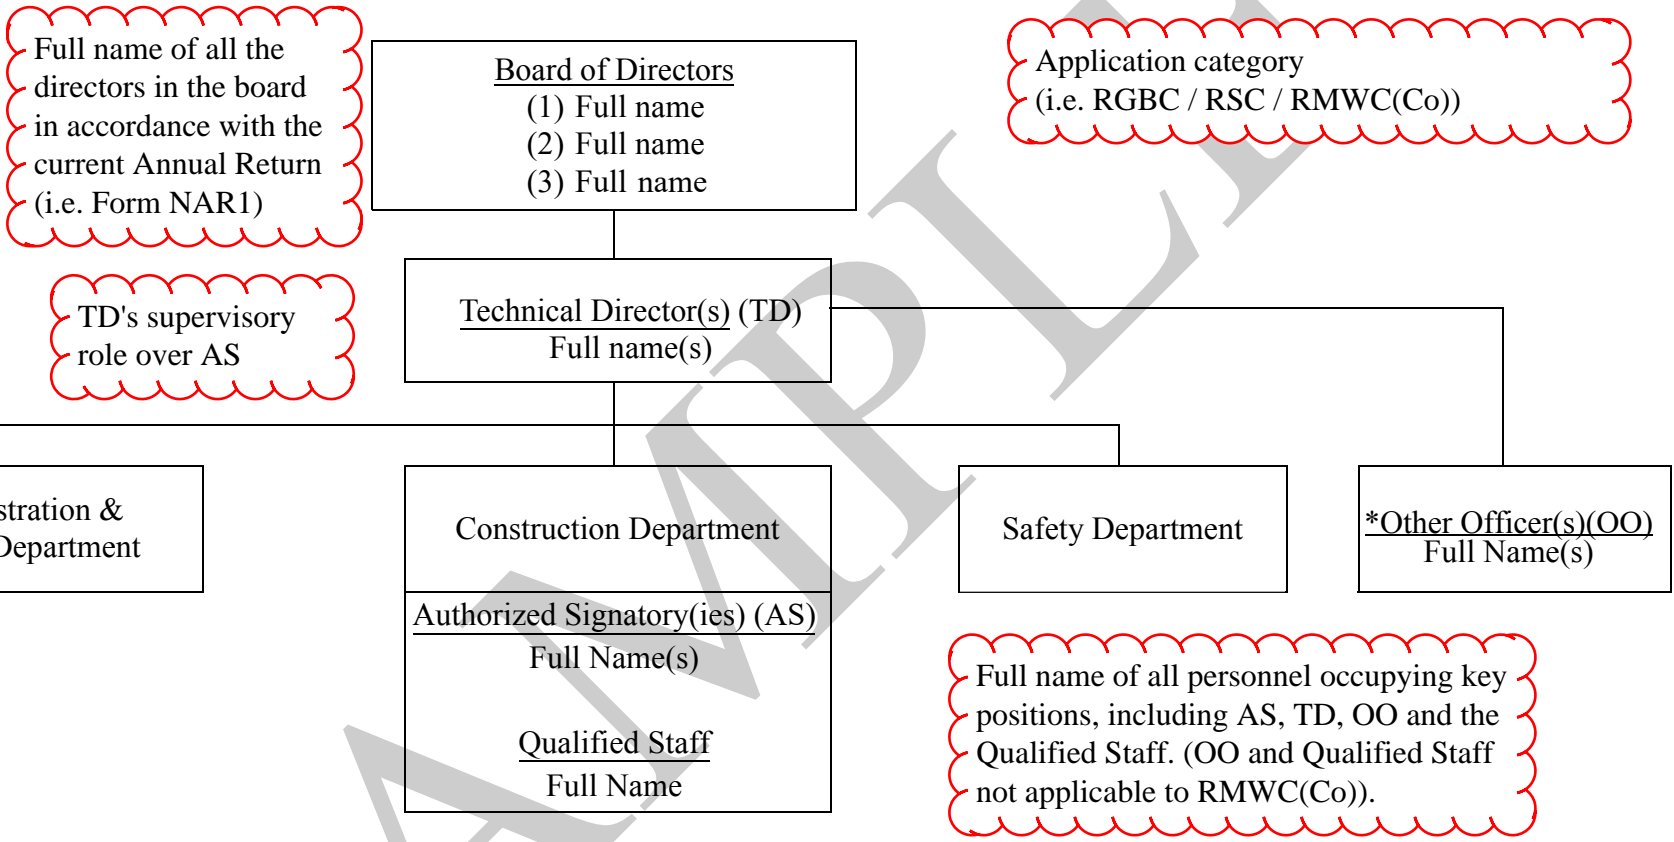 Full name of all the
directors in the board
in accordance with the
current Annual Return
(i.e. Form NAR1)
Board of Directors
(1) Full name
(2) Full name
(3) Full name
Application category
(i.e. RGBC / RSC / RMWC(Co))
TD's supervisory
role over AS
Technical Director(s) (TD)
Full name(s)
stration &
Department
Construction Department
Safety Department
*Other Officer(s)(OO)
Full Name(s)
Authorized Signatory(ies) (AS)
Full Name(s)
Qualified Staff
Full Name
Full name of all personnel occupying key
positions, including AS, TD, OO and the
Qualified Staff. (OO and Qualified Staff
not applicable to RMWC(Co)).
AMPL